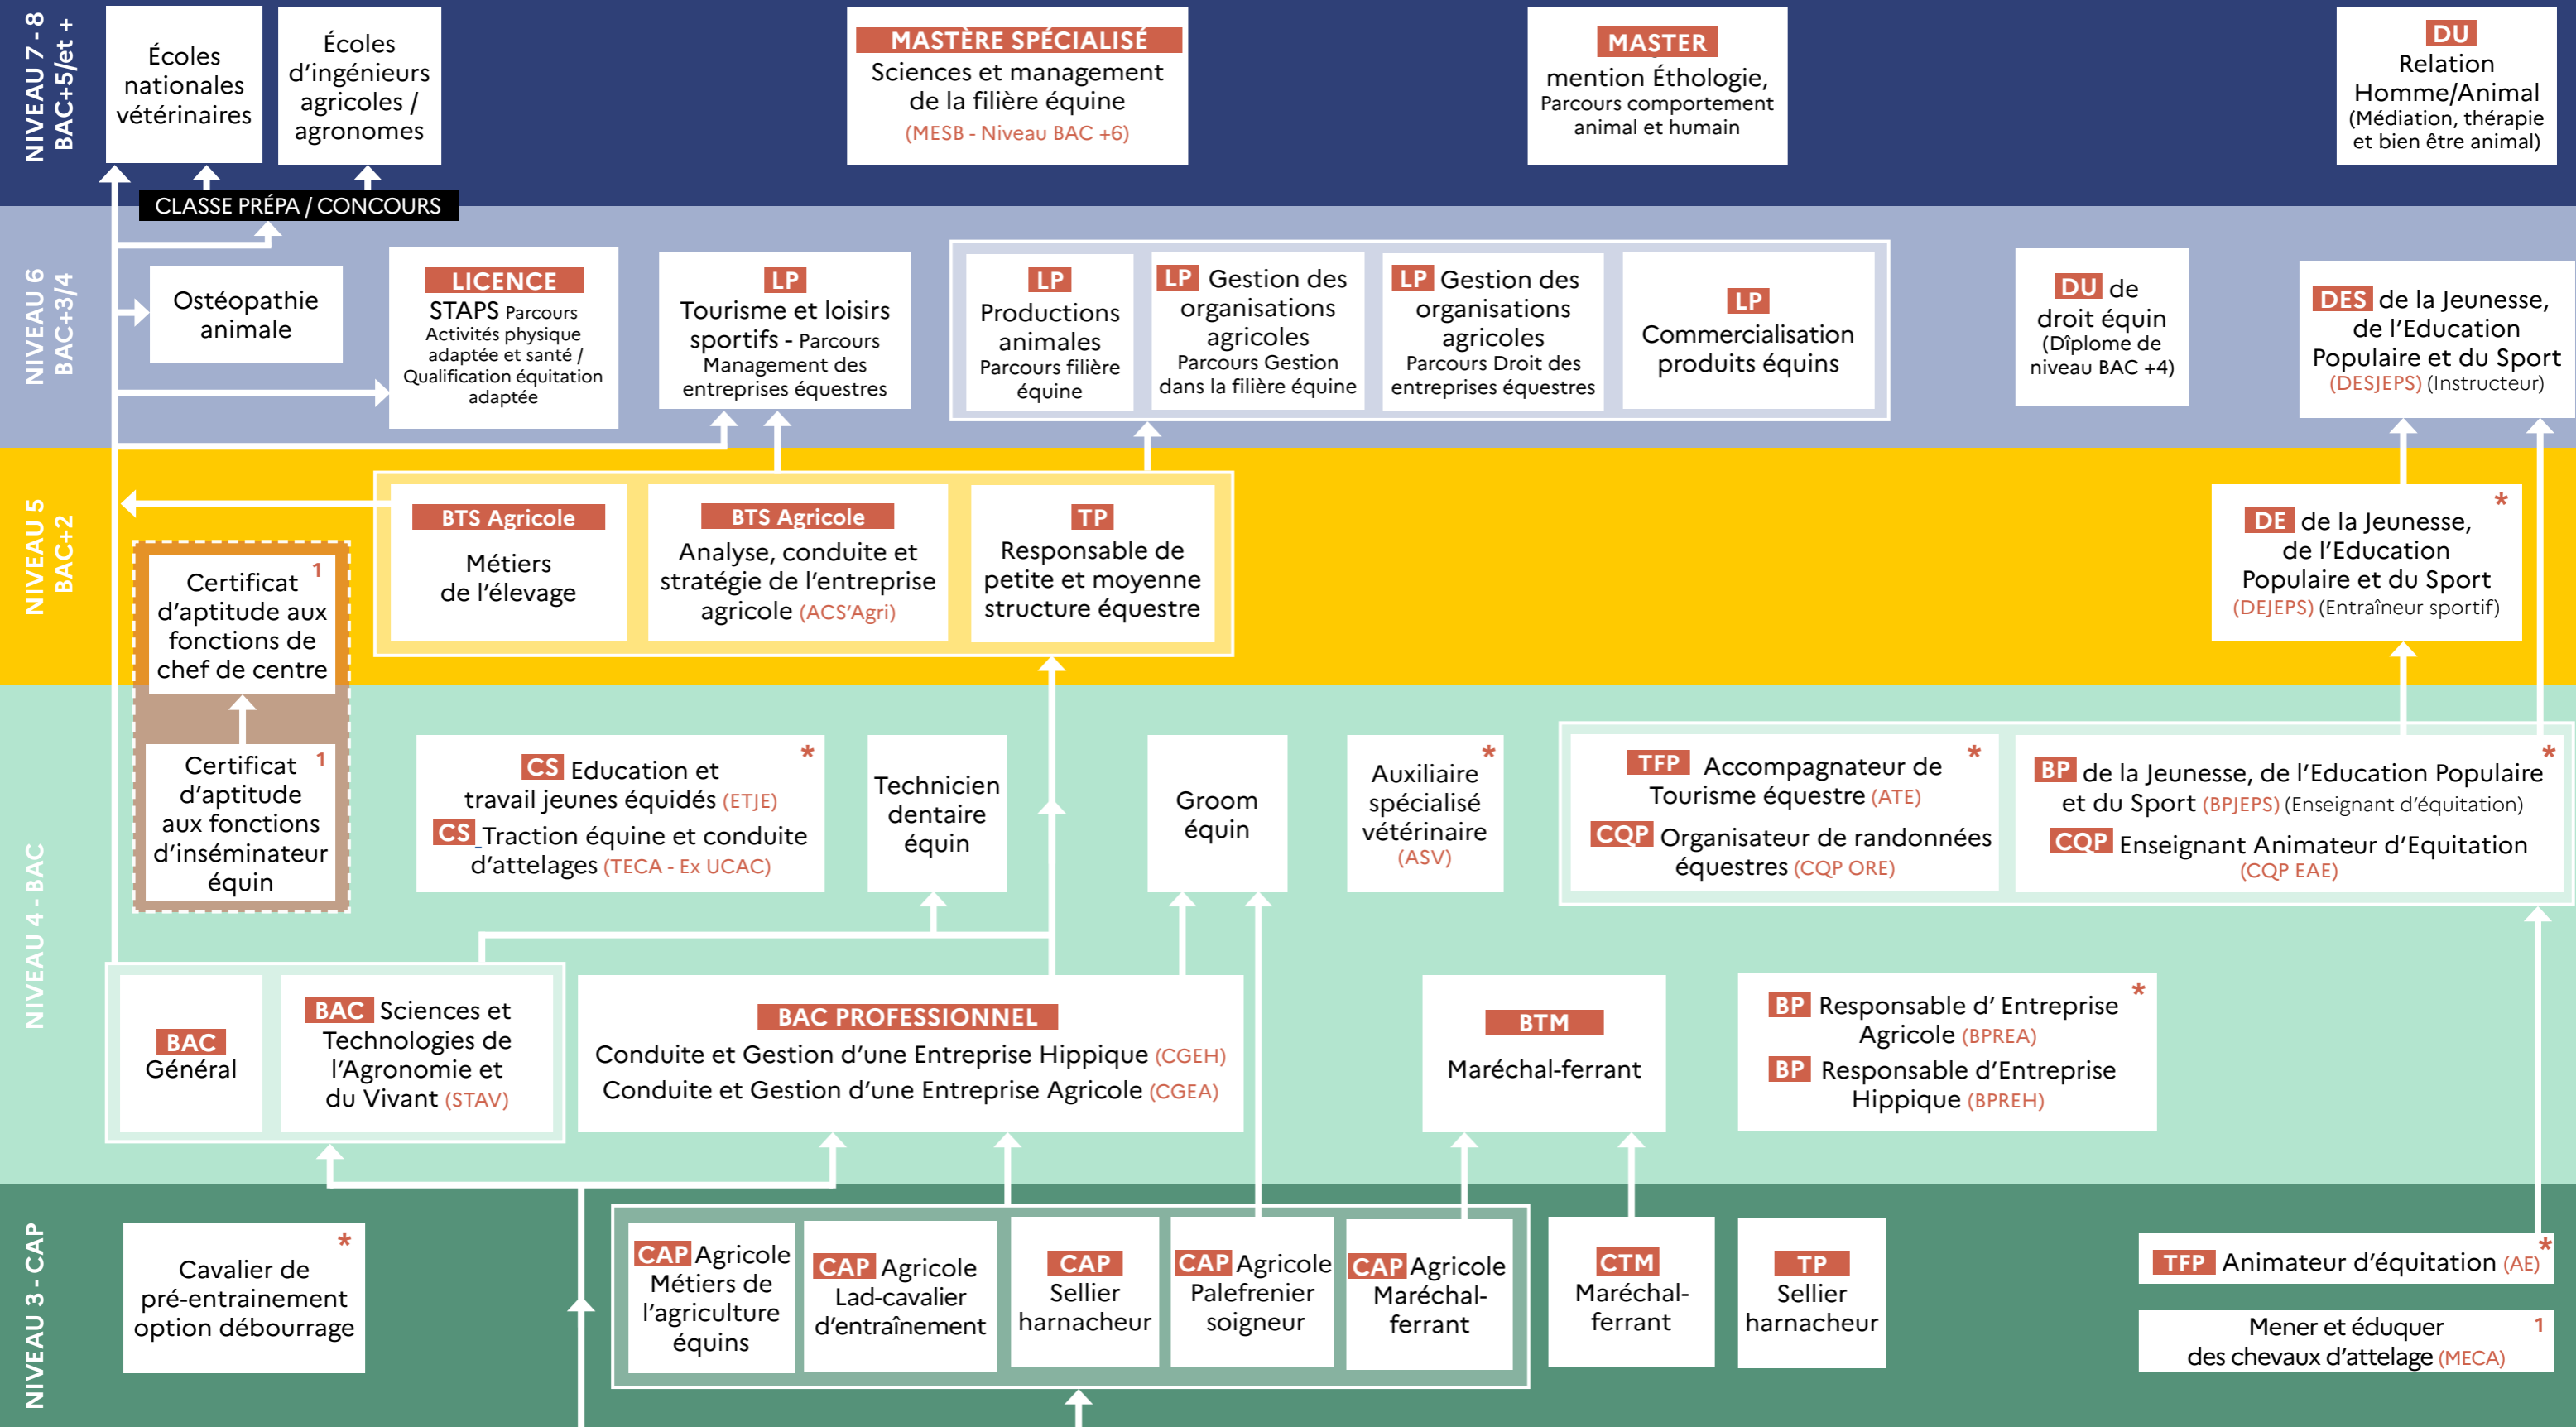 NIVEAU 7 - 8
BAC+5/et +
Écoles
nationales
vétérinaires
Écoles
d'ingénieurs
agricoles /
agronomes
MASTÈRE SPÉCIALISÉ
Sciences et management
de la filière équine
(MESB - Niveau BAC +6)
MASTER
mention Éthologie,
Parcours comportement
animal et humain
DU
Relation
Homme/Animal
(Médiation, thérapie
et bien être animal)
CLASSE PRÉPA / CONCOURS
NIVEAU 6
BAC+3/4
Ostéopathie
animale
LICENCE
STAPS Parcours
Activités physique
adaptée et santé /
Qualification équitation
adaptée
LP
Tourisme et loisirs
sportifs - Parcours
Management des
entreprises équestres
LP
Productions
animales
Parcours filière
équine
LP Gestion des
organisations
agricoles
Parcours Gestion
dans la filière équine
LP Gestion des
organisations
agricoles
Parcours Droit des
entreprises équestres
LP
Commercialisation
produits équins
DU de
droit équin
(Dîplome de
niveau BAC +4)
DES de la Jeunesse,
de l'Education
Populaire et du Sport
(DESJEPS) (Instructeur)
NIVEAU 5
BAC+2
Certificat 1
d'aptitude aux
fonctions de
chef de centre
BTS Agricole
Métiers
de l'élevage
BTS Agricole
Analyse, conduite et
stratégie de l'entreprise
agricole (ACS'Agri)
TP
Responsable de
petite et moyenne
structure équestre
*
DE de la Jeunesse,
de l'Education
Populaire et du Sport
(DEJEPS) (Entraîneur sportif)
NIVEAU 4 - BAC
Certificat 1
d'aptitude
aux fonctions
d'inséminateur
équin
*
CS Education et
travail jeunes équidés (ETJE)
CS Traction équine et conduite
d'attelages (TECA - Ex UCAC)
Technicien
dentaire
équin
Groom
équin
*
Auxiliaire
spécialisé
vétérinaire
(ASV)
TFP Accompagnateur de *
Tourisme équestre (ATE)
CQP Organisateur de randonnées
équestres (CQP ORE)
*
BP de la Jeunesse, de l'Education Populaire
et du Sport (BPJEPS) (Enseignant d'équitation)
CQP Enseignant Animateur d'Equitation
(CQP EAE)
BAC
Général
BAC Sciences et
Technologies de
l'Agronomie et
du Vivant (STAV)
BAC PROFESSIONNEL
Conduite et Gestion d'une Entreprise Hippique (CGEH)
Conduite et Gestion d'une Entreprise Agricole (CGEA)
BTM
Maréchal-ferrant
*
BP Responsable d' Entreprise
Agricole (BPREA)
BP Responsable d'Entreprise
Hippique (BPREH)
NIVEAU 3 - CAP
*
Cavalier de
pré-entrainement
option débourrage
CAP Agricole
Métiers de
l'agriculture
équins
CAP Agricole
Lad-cavalier
d'entraînement
CAP
Sellier
harnacheur
CAP Agricole
Palefrenier
soigneur
CAP Agricole
Maréchal-
ferrant
CTM
Maréchal-
ferrant
TP
Sellier
harnacheur
TFP Animateur d'équitation (AE) *
Mener et éduquer 1
des chevaux d'attelage (MECA)